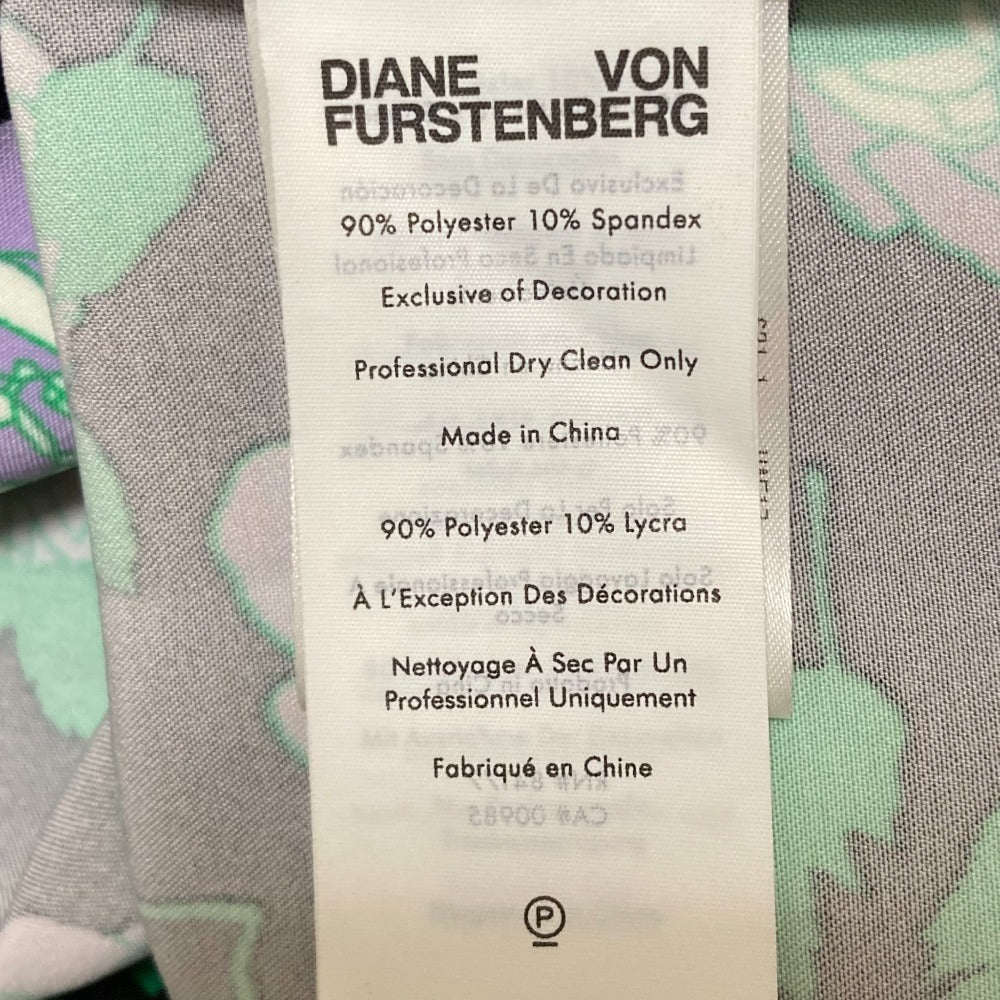 DIANE VON
FURSTENBERG
90% Polyester 10% Spandex
Exclusive of Decoration
Professional Dry Clean Only
Made in China
90% Polyester 10% Lycra
À L'Exception Des Décorations
Nettoyage À Sec Par Un
Professionnel Uniquement
Fabriqué en Chine
P